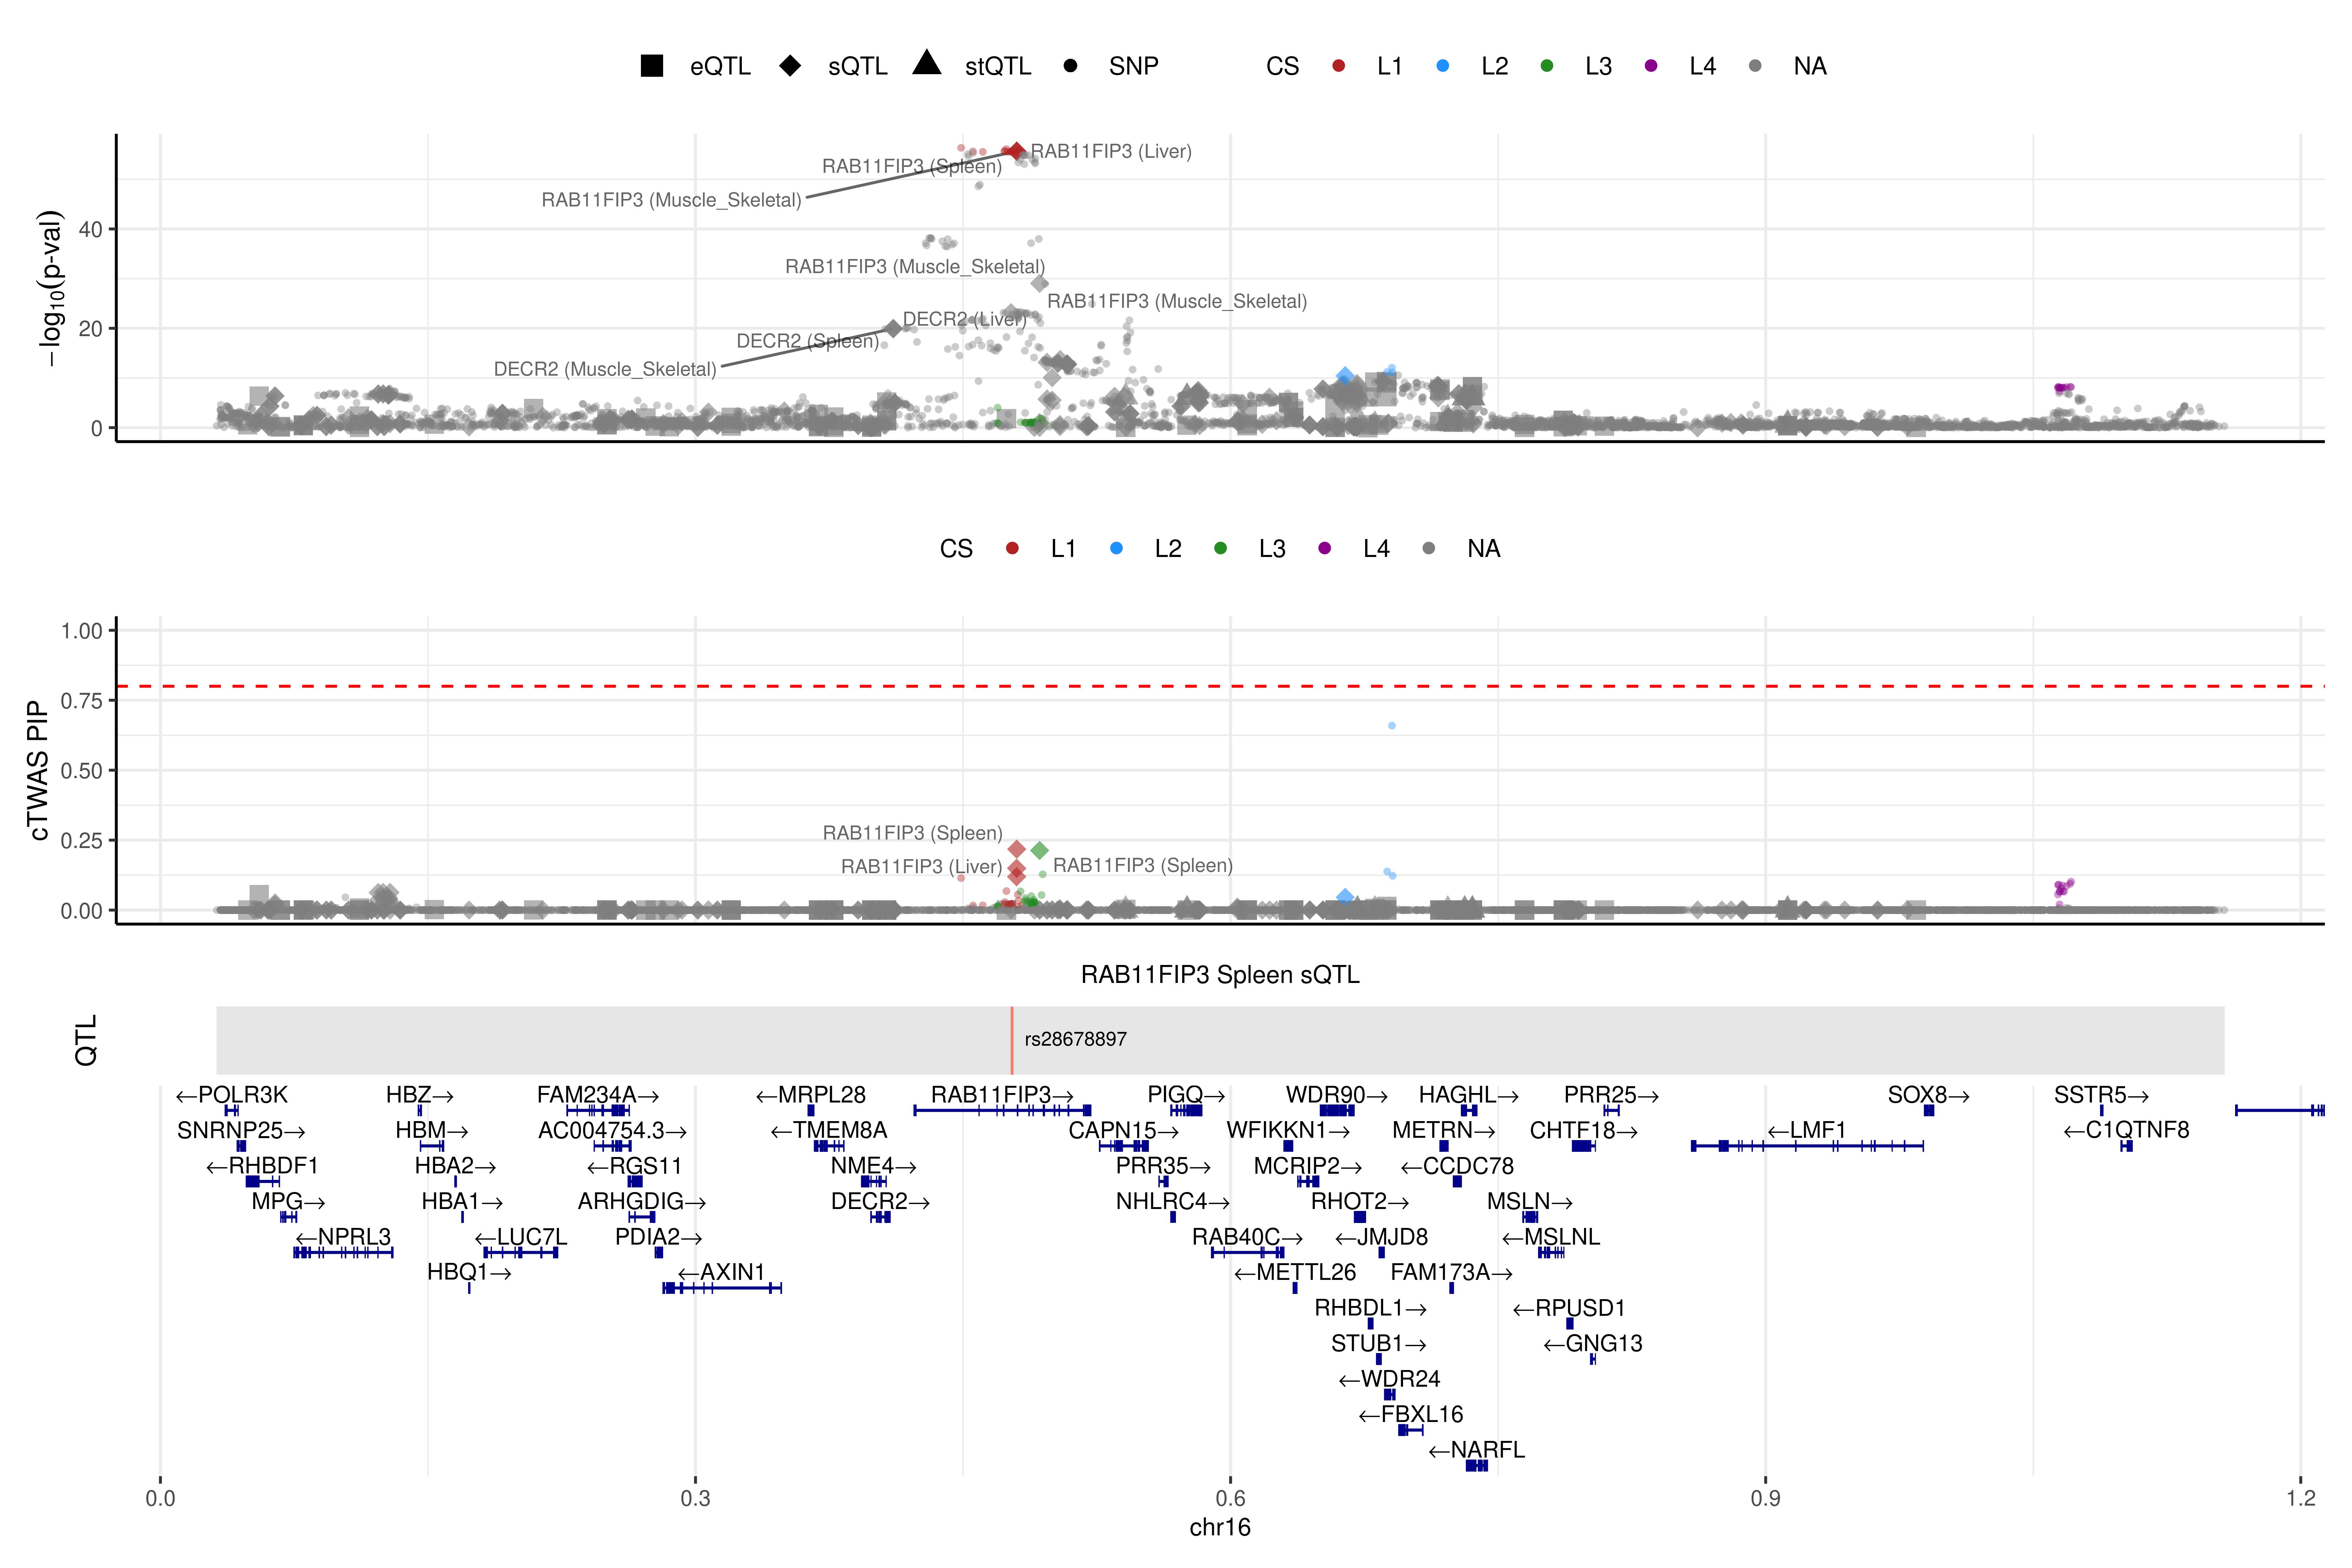 eQTL sQTL stQTL SNP CS L1 L2 L3 L4 NA
−log10(p-val)
40
20
0
RAB11FIP3 (Liver)
RAB11FIP3 (Spleen)
RAB11FIP3 (Muscle_Skeletal)
RAB11FIP3 (Muscle_Skeletal)
RAB11FIP3 (Muscle_Skeletal)
DECR2 (Liver)
DECR2 (Spleen)
DECR2 (Muscle_Skeletal)
CS L1 L2 L3 L4 NA
cTWAS PIP
1.00
0.75
0.50
0.25
0.00
RAB11FIP3 (Spleen)
RAB11FIP3 (Liver)
RAB11FIP3 (Spleen)
RAB11FIP3 Spleen sQTL
QTL
rs28678897
←POLR3K HBZ→ FAM234A→ ←MRPL28 RAB11FIP3→ PIGQ→ WDR90→ HAGHL→ PRR25→ SOX8→ SSTR5→
SNRNP25→ HBM→ AC004754.3→ ←TMEM8A CAPN15→ WFIKKN1→ METRN→ CHTF18→ ←LMF1 ←C1QTNF8
←RHBDF1 HBA2→ ←RGS11 NME4→ PRR35→ MCRIP2→ ←CCDC78
MPG→ HBA1→ ARHGDIG→ DECR2→ NHLRC4→ RHOT2→ MSLN→
←NPRL3 ←LUC7L PDIA2→ RAB40C→ ←JMJD8 ←MSLNL
HBQ1→ ←AXIN1 ←METTL26 FAM173A→
RHBDL1→ ←RPUSD1
STUB1→ ←GNG13
←WDR24
←FBXL16
←NARFL
0.0 0.3 0.6 0.9 1.2
chr16